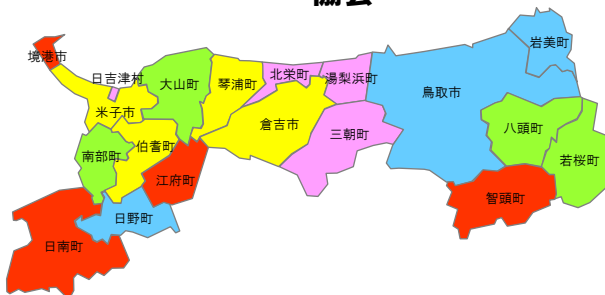 協会
岩美町
境港市
日吉津村
大山町
琴浦町
北栄町
湯梨浜町
鳥取市
米子市
倉吉市
三朝町
八頭町
南部町
伯耆町
若桜町
江府町
智頭町
日野町
日南町